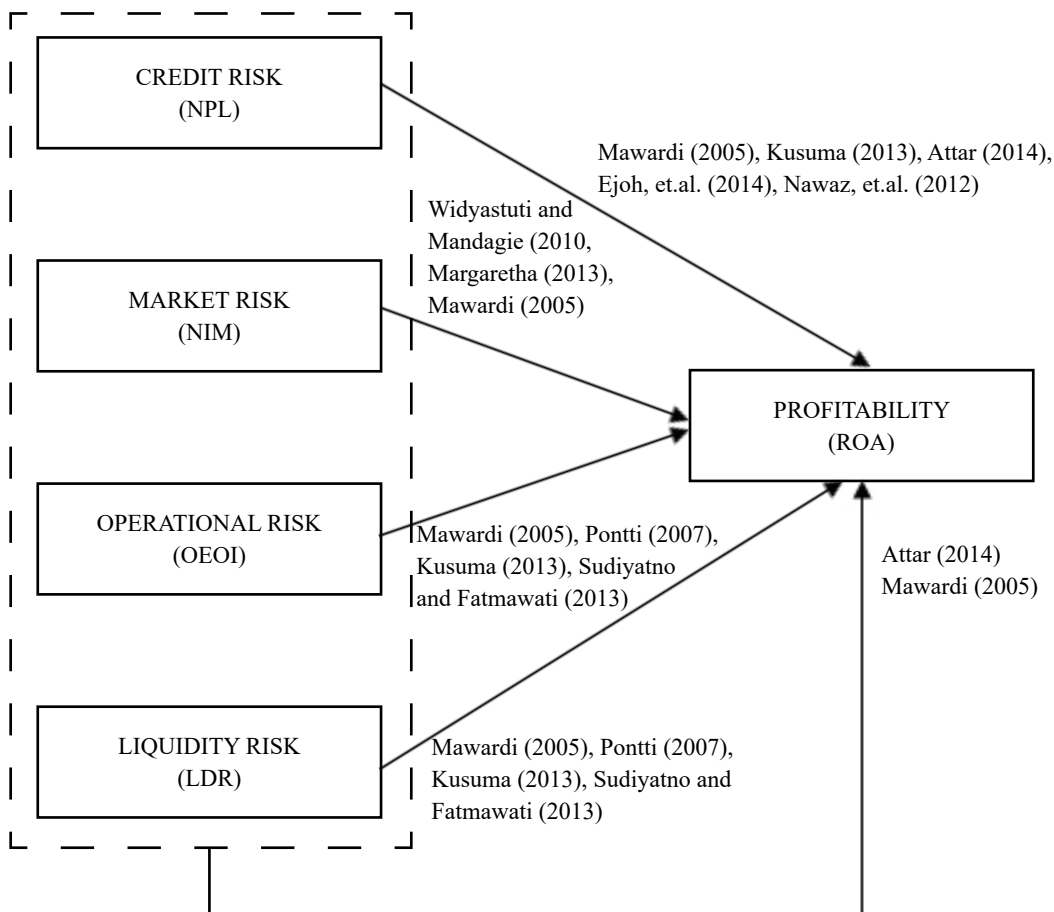 CREDIT RISK
(NPL)
Mawardi (2005), Kusuma (2013), Attar (2014),
Ejoh, et.al. (2014), Nawaz, et.al. (2012)
Widyastuti and
Mandagie (2010,
Margaretha (2013),
Mawardi (2005)
MARKET RISK
(NIM)
PROFITABILITY
(ROA)
OPERATIONAL RISK
(OEOI)
Mawardi (2005), Pontti (2007),
Kusuma (2013), Sudiyatno
and Fatmawati (2013)
Attar (2014)
Mawardi (2005)
LIQUIDITY RISK
(LDR)
Mawardi (2005), Pontti (2007),
Kusuma (2013), Sudiyatno and
Fatmawati (2013)